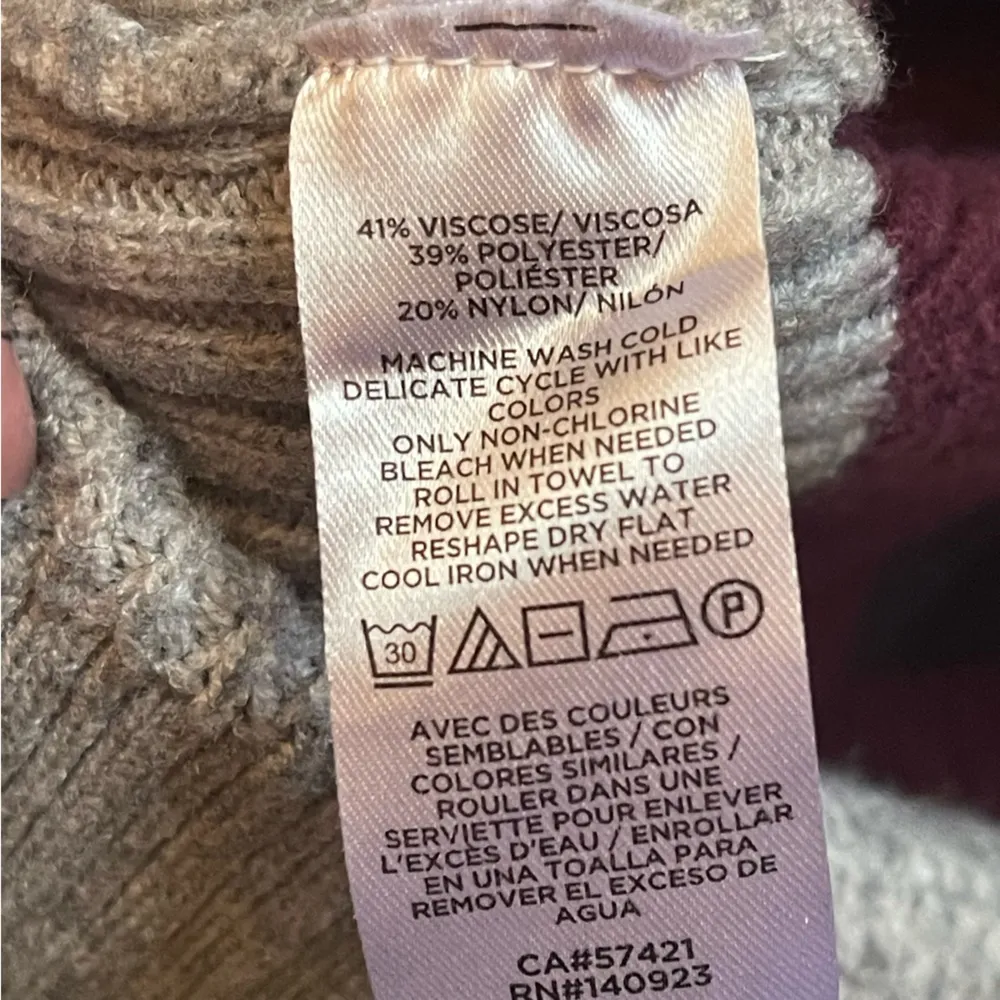 41% VISCOSE/ VISCOSA
39% POLYESTER/
POLIÉSTER
20% NYLON/ NILÓN
MACHINE WASH COLD
DELICATE CYCLE WITH LIKE
COLORS
ONLY NON-CHLORINE
BLEACH WHEN NEEDED
ROLL IN TOWEL TO
REMOVE EXCESS WATER
RESHAPE DRY FLAT
COOL IRON WHEN NEEDED
30 P
AVEC DES COULEURS
SEMBLABLES / CON
COLORES SIMILARES /
ROULER DANS UNE
SERVIETTE POUR ENLEVER
L'EXCÈS D'EAU / ENROLLAR
EN UNA TOALLA PARA
REMOVER EL EXCESO DE
AGUA
CA#57421
RN#140923